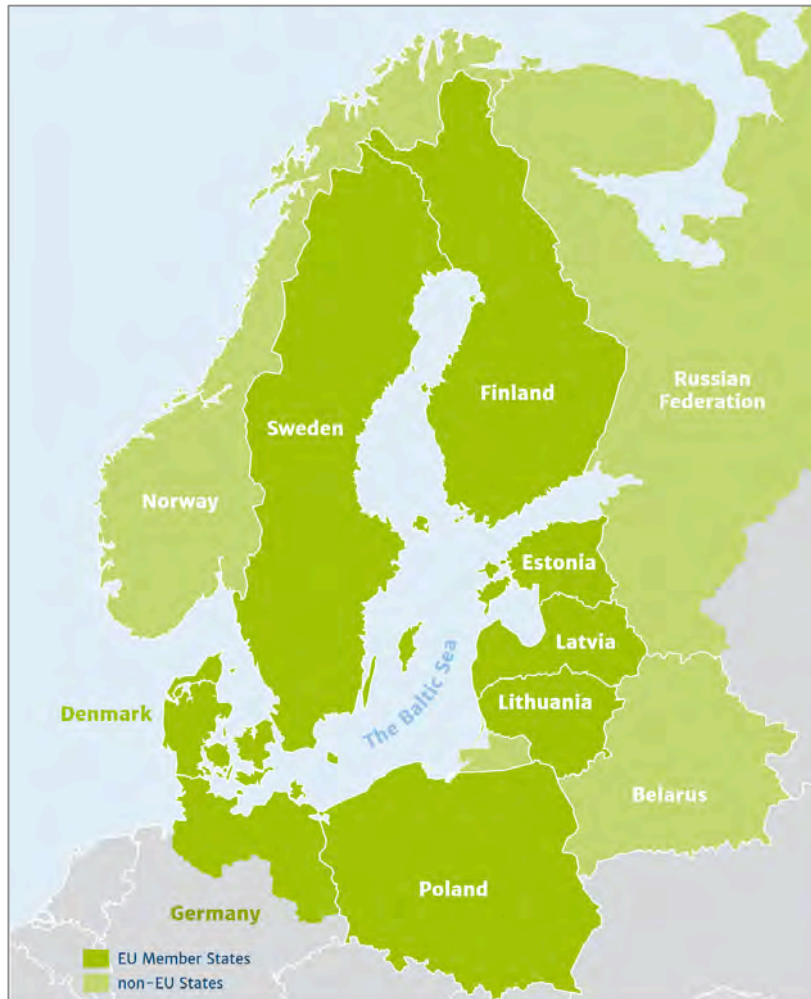 Finland
Russian
Federation
Sweden
Norway
Estonia
Latvia
The Baltic Sea
Lithuania
Denmark
Belarus
Poland
Germany
EU Member States
non-EU States